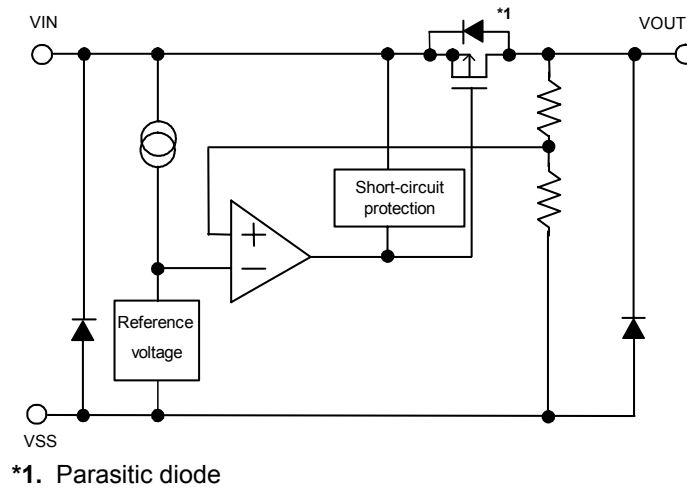 *1
VIN
VOUT
Short-circuit
protection
+
−
Reference
voltage
VSS
*1. Parasitic diode